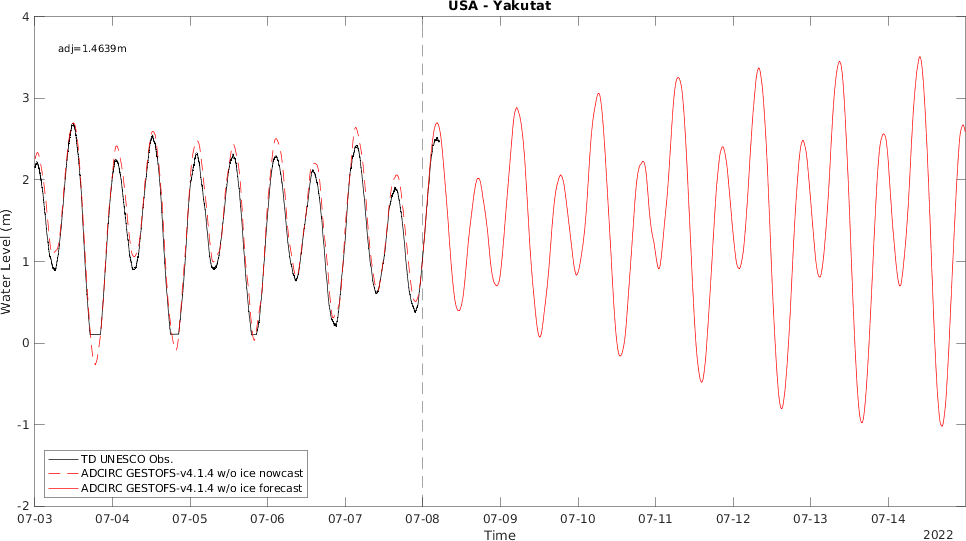 USA - Yakutat
adj=1.4639m
4
3
2
1
0
-1
-2
Water Level (m)
TD UNESCO Obs.
ADCIRC GESTOFS-v4.1.4 w/o ice nowcast
ADCIRC GESTOFS-v4.1.4 w/o ice forecast
07-03 07-04 07-05 07-06 07-07 07-08 07-09 07-10 07-11 07-12 07-13 07-14
Time
2022